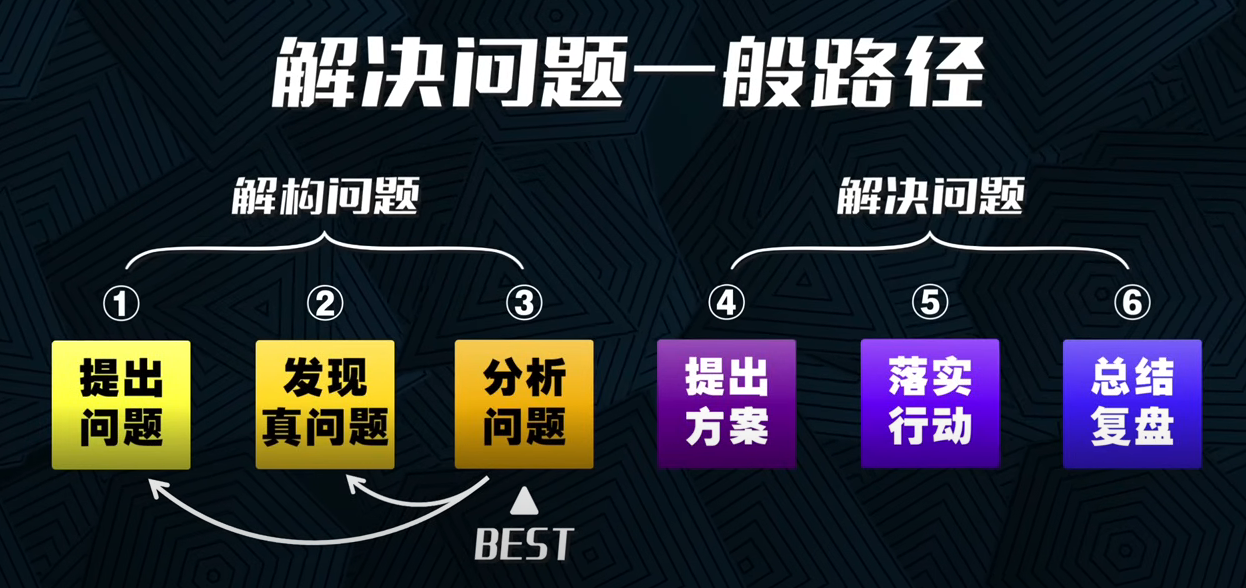 解决问题一般路径
解构问题
解决问题
①
②
③
④
⑤
⑥
提出
问题
发现
真问题
分析
问题
提出
方案
落实
行动
总结
复盘
BEST